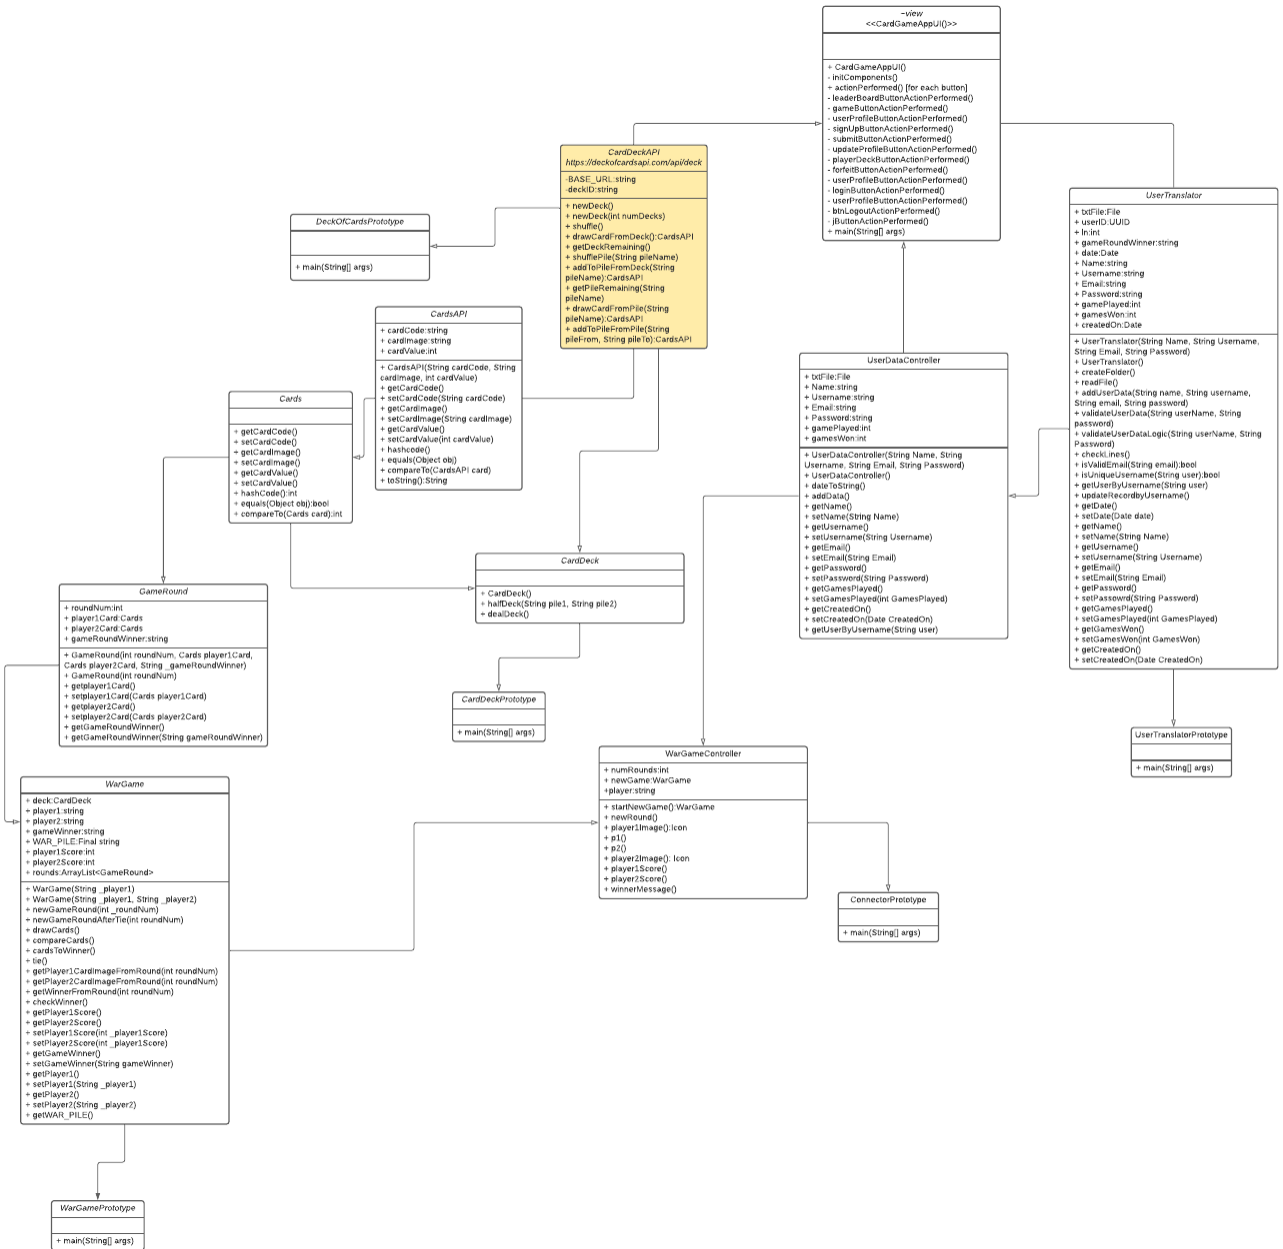 ~view
<<CardGameAppUI()>>
+ CardGameAppUI()
- initComponents()
+ actionPerformed() [for each button]
- leaderBoardButtonActionPerformed()
- gameButtonActionPerformed()
- userProfileButtonActionPerformed()
- signUpButtonActionPerformed()
- submitButtonActionPerformed()
- updateProfileButtonActionPerformed()
- playerDeckButtonActionPerformed()
- forfeitButtonActionPerformed()
- userProfileButtonActionPerformed()
- loginButtonActionPerformed()
- userProfileButtonActionPerformed()
- btnLogoutActionPerformed()
- jButtonActionPerformed()
+ main(String[] args)
CardDeckAPI
https://deckofcardsapi.com/api/deck
-BASE_URL:string
-deckID:string
+ newDeck()
+ newDeck(int numDecks)
+ shuffle()
+ drawCardFromDeck():CardsAPI
+ getDeckRemaining()
+ shufflePile(String pileName)
+ addToPileFromDeck(String
pileName):CardsAPI
+ getPileRemaining(String
pileName)
+ drawCardFromPile(String
pileName):CardsAPI
+ addToPileFromPile(String
pileFrom, String pileTo):CardsAPI
DeckOfCardsPrototype
+ main(String[] args)
UserTranslator
+ txtFile:File
+ userID:UUID
+ ln:int
+ gameRoundWinner:string
+ date:Date
+ Name:string
+ Username:string
+ Email:string
+ Password:string
+ gamePlayed:int
+ gamesWon:int
+ createdOn:Date
+ UserTranslator(String Name, String Username,
String Email, String Password)
+ UserTranslator()
+ createFolder()
+ readFile()
+ addUserData(String name, String username,
String email, String password)
+ validateUserData(String userName, String
password)
+ validateUserDataLogic(String userName, String
Password)
+ checkLines()
+ isValidEmail(String email):bool
+ isUniqueUsername(String user):bool
+ getUserByUsername(String user)
+ updateRecordbyUsername()
+ getDate()
+ setDate(Date date)
+ getName()
+ setName(String Name)
+ getUsername()
+ setUsername(String Username)
+ getEmail()
+ setEmail(String Email)
+ getPassword()
+ setPassowrd(String Password)
+ getGamesPlayed()
+ setGamesPlayed(int GamesPlayed)
+ getGamesWon()
+ setGamesWon(int GamesWon)
+ getCreatedOn()
+ setCreatedOn(Date CreatedOn)
CardsAPI
+ cardCode:string
+ cardImage:string
+ cardValue:int
+ CardsAPI(String cardCode, String
cardImage, int cardValue)
+ getCardCode()
+ setCardCode(String cardCode)
+ getCardImage()
+ setCardImage(String cardImage)
+ getCardValue()
+ setCardValue(int cardValue)
+ hashcode()
+ equals(Object obj)
+ compareTo(CardsAPI card)
+ toString():String
UserDataController
+ txtFile:File
+ Name:string
+ Username:string
+ Email:string
+ Password:string
+ gamePlayed:int
+ gamesWon:int
+ UserDataController(String Name, String
Username, String Email, String Password)
+ UserDataController()
+ dateToString()
+ addData()
+ getName()
+ setName(String Name)
+ getUsername()
+ setUsername(String Username)
+ getEmail()
+ setEmail(String Email)
+ getPassword()
+ setPassword(String Password)
+ getGamesPlayed()
+ setGamesPlayed(int GamesPlayed)
+ getCreatedOn()
+ setCreatedOn(Date CreatedOn)
+ getUserByUsername(String user)
Cards
+ getCardCode()
+ setCardCode()
+ getCardImage()
+ setCardImage()
+ getCardValue()
+ setCardValue()
+ hashCode():int
+ equals(Object obj):bool
+ compareTo(Cards card):int
CardDeck
+ CardDeck()
+ halfDeck(String pile1, String pile2)
+ dealDeck()
GameRound
+ roundNum:int
+ player1Card:Cards
+ player2Card:Cards
+ gameRoundWinner:string
+ GameRound(int roundNum, Cards player1Card,
Cards player2Card, String _gameRoundWinner)
+ GameRound(int roundNum)
+ getplayer1Card()
+ setplayer1Card(Cards player1Card)
+ getplayer2Card()
+ setplayer2Card(Cards player2Card)
+ getGameRoundWinner()
+ getGameRoundWinner(String gameRoundWinner)
CardDeckPrototype
+ main(String[] args)
UserTranslatorPrototype
+ main(String[] args)
WarGameController
+ numRounds:int
+ newGame:WarGame
+player:string
+ startNewGame():WarGame
+ newRound()
+ player1Image():Icon
+ p1()
+ p2()
+ player2Image(): Icon
+ player1Score()
+ player2Score()
+ winnerMessage()
WarGame
+ deck:CardDeck
+ player1:string
+ player2:string
+ gameWinner:string
+ WAR_PILE:Final string
+ player1Score:int
+ player2Score:int
+ rounds:ArrayList<GameRound>
+ WarGame(String _player1)
+ WarGame(String _player1, String _player2)
+ newGameRound(int _roundNum)
+ newGameRoundAfterTie(int roundNum)
+ drawCards()
+ compareCards()
+ cardsToWinner()
+ tie()
+ getPlayer1CardImageFromRound(int roundNum)
+ getPlayer2CardImageFromRound(int roundNum)
+ getWinnerFromRound(int roundNum)
+ checkWinner()
+ getPlayer1Score()
+ getPlayer2Score()
+ setPlayer1Score(int _player1Score)
+ setPlayer2Score(int _player1Score)
+ getGameWinner()
+ setGameWinner(String gameWinner)
+ getPlayer1()
+ setPlayer1(String _player1)
+ getPlayer2()
+ setPlayer2(String _player2)
+ getWAR_PILE()
ConnectorPrototype
+ main(String[] args)
WarGamePrototype
+ main(String[] args)